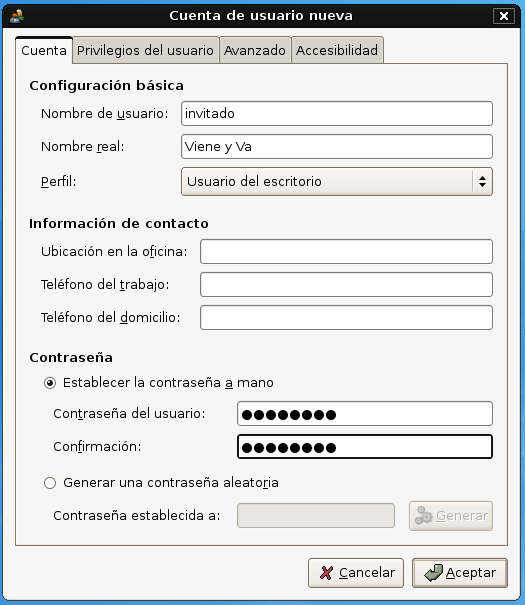 Cuenta de usuario nueva
Cuenta Privilegios del usuario Avanzado Accesibilidad
Configuración básica
Nombre de usuario: invitado
Nombre real: Viene y Va
Perfil: Usuario del escritorio
Información de contacto
Ubicación en la oficina:
Teléfono del trabajo:
Teléfono del domicilio:
Contraseña
Establecer la contraseña a mano
Contraseña del usuario: ●●●●●●●●
Confirmación: ●●●●●●●●
Generar una contraseña aleatoria
Contraseña establecida a: Generar
Cancelar Aceptar